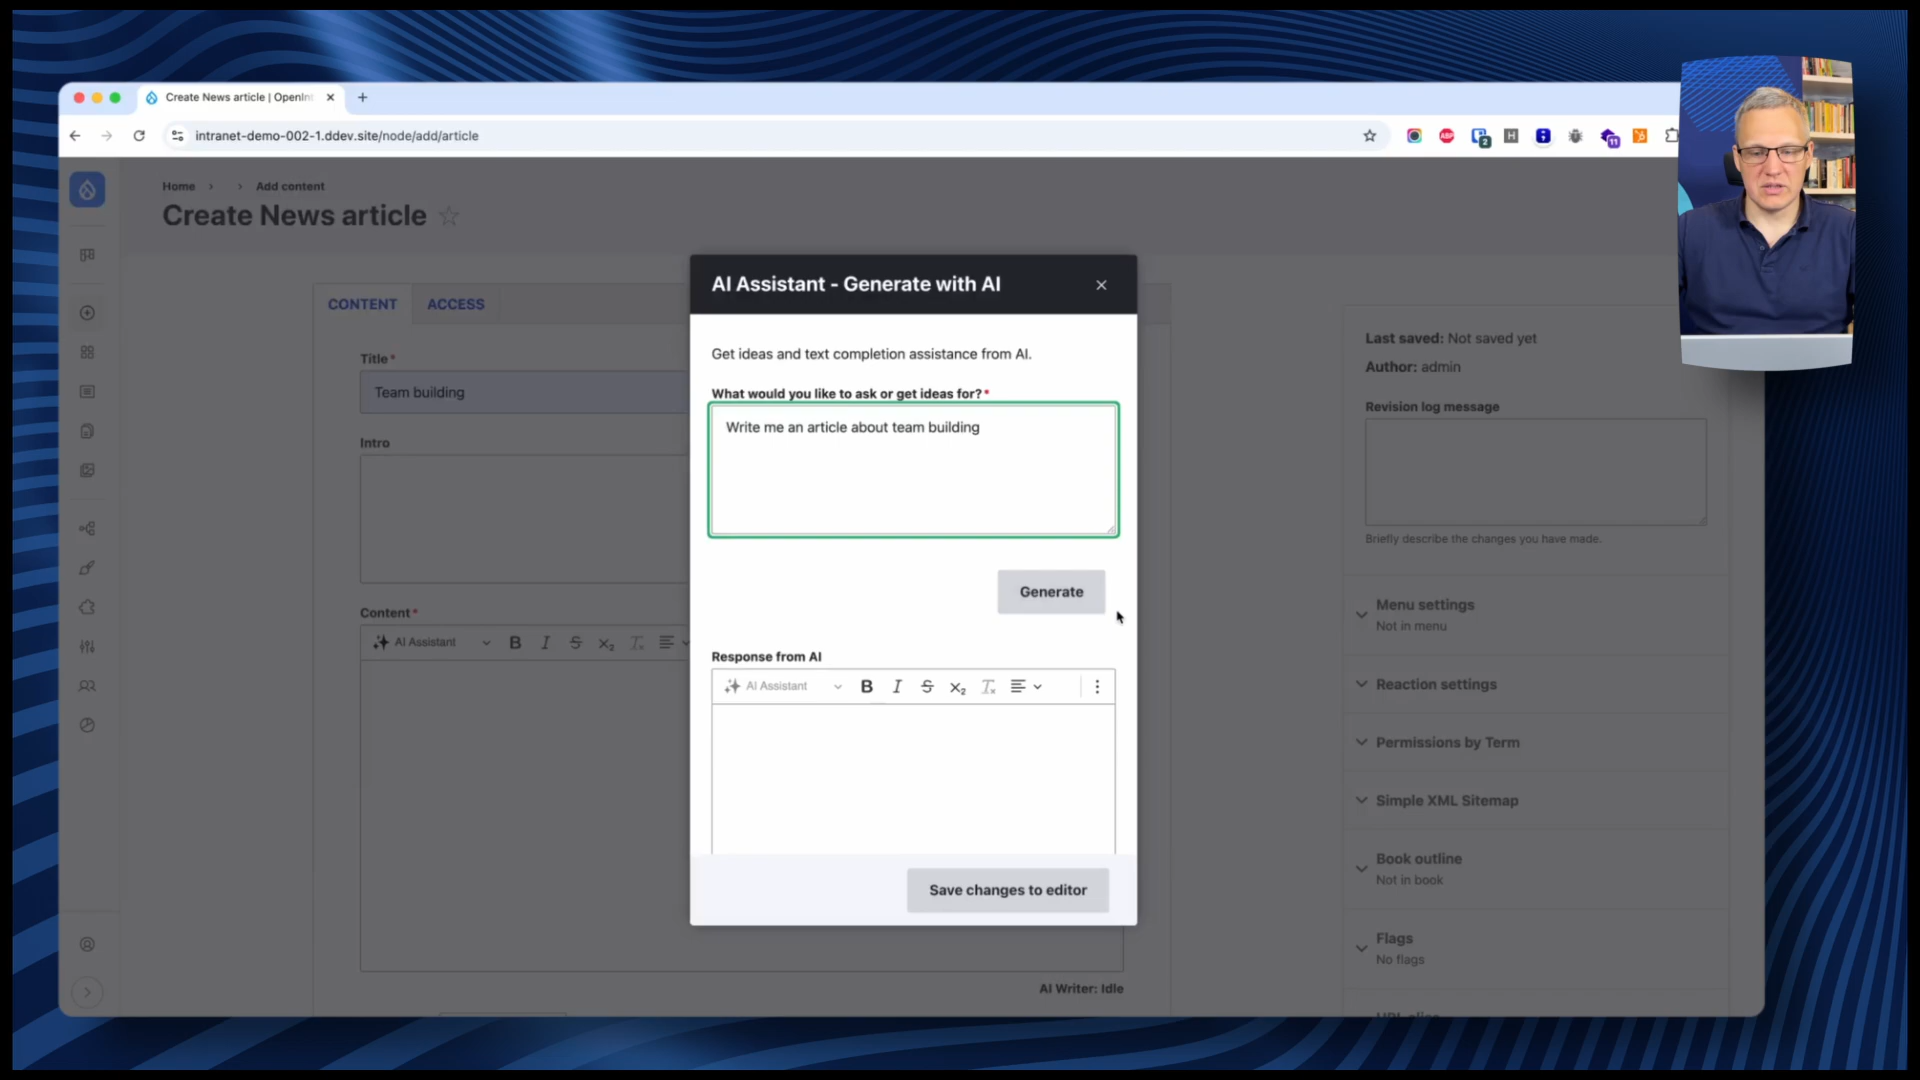 Create News article | OpenInt
intranet-demo-002-1.ddev.site/node/add/article
ABP
2
H
11
Home › › Add content
Create News article
CONTENT
ACCESS
Title*
Team building
Intro
Content*
AI Assistant
AI Writer: Idle
AI Assistant - Generate with AI
Get ideas and text completion assistance from AI.
What would you like to ask or get ideas for?*
Write me an article about team building
Generate
Response from AI
AI Assistant
Save changes to editor
Last saved: Not saved yet
Author: admin
Revision log message
Briefly describe the changes you have made.
Menu settings
Not in menu
Reaction settings
Permissions by Term
Simple XML Sitemap
Book outline
Not in book
Flags
No flags
URL alias